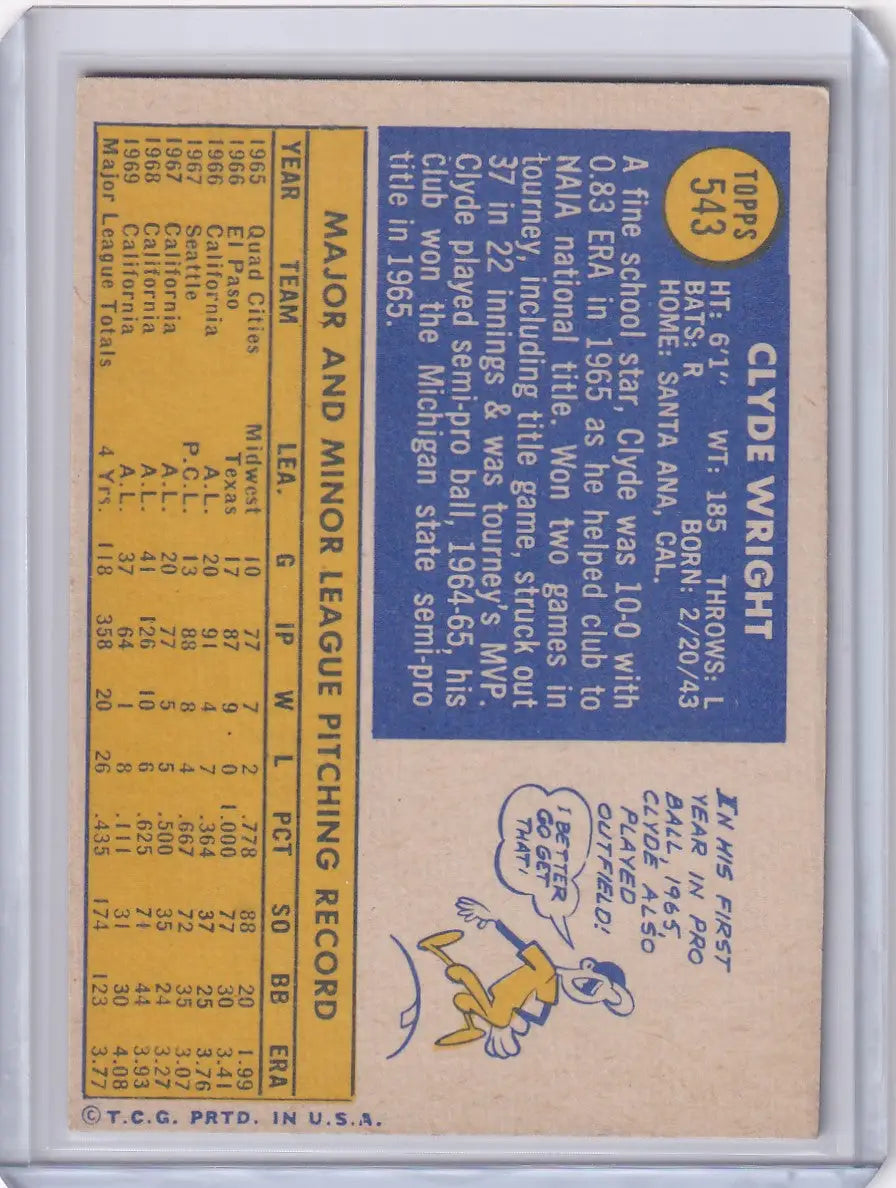 TOPPS
543
CLYDE WRIGHT
HT: 6'1" WT: 185 THROWS: L
BATS: R BORN: 2/20/43
HOME: SANTA ANA, CAL.
A fine school star, Clyde was 10-0 with
0.83 ERA in 1965 as he helped club to
NAIA national title. Won two games in
tourney, including title game, struck out
37 in 22 innings & was tourney's MVP.
Clyde played semi-pro ball, 1964-65, his
Club won the Michigan state semi-pro
title in 1965.
IN HIS FIRST
YEAR IN PRO
BALL, 1965,
CLYDE ALSO
PLAYED
OUTFIELD!
I BETTER
GO GET
THAT!
MAJOR AND MINOR LEAGUE PITCHING RECORD
YEAR TEAM LEA. G IP W L PCT SO BB ERA
1965 Quad Cities Midwest 10 77 7 2 .778 88 20 1.99
1966 El Paso Texas 17 87 9 0 1.000 77 30 3.41
1966 California A.L. 20 91 4 7 .364 37 25 3.76
1967 Seattle P.C.L. 13 88 8 4 .667 72 35 3.07
1967 California A.L. 20 77 5 5 .500 35 24 3.27
1968 California A.L. 41 126 10 6 .625 71 44 3.93
1969 California A.L. 37 64 1 8 .111 31 30 4.08
Major League Totals 4 Yrs. 118 358 20 26 .435 174 123 3.77
© T.C.G. PRTD. IN U.S.A.